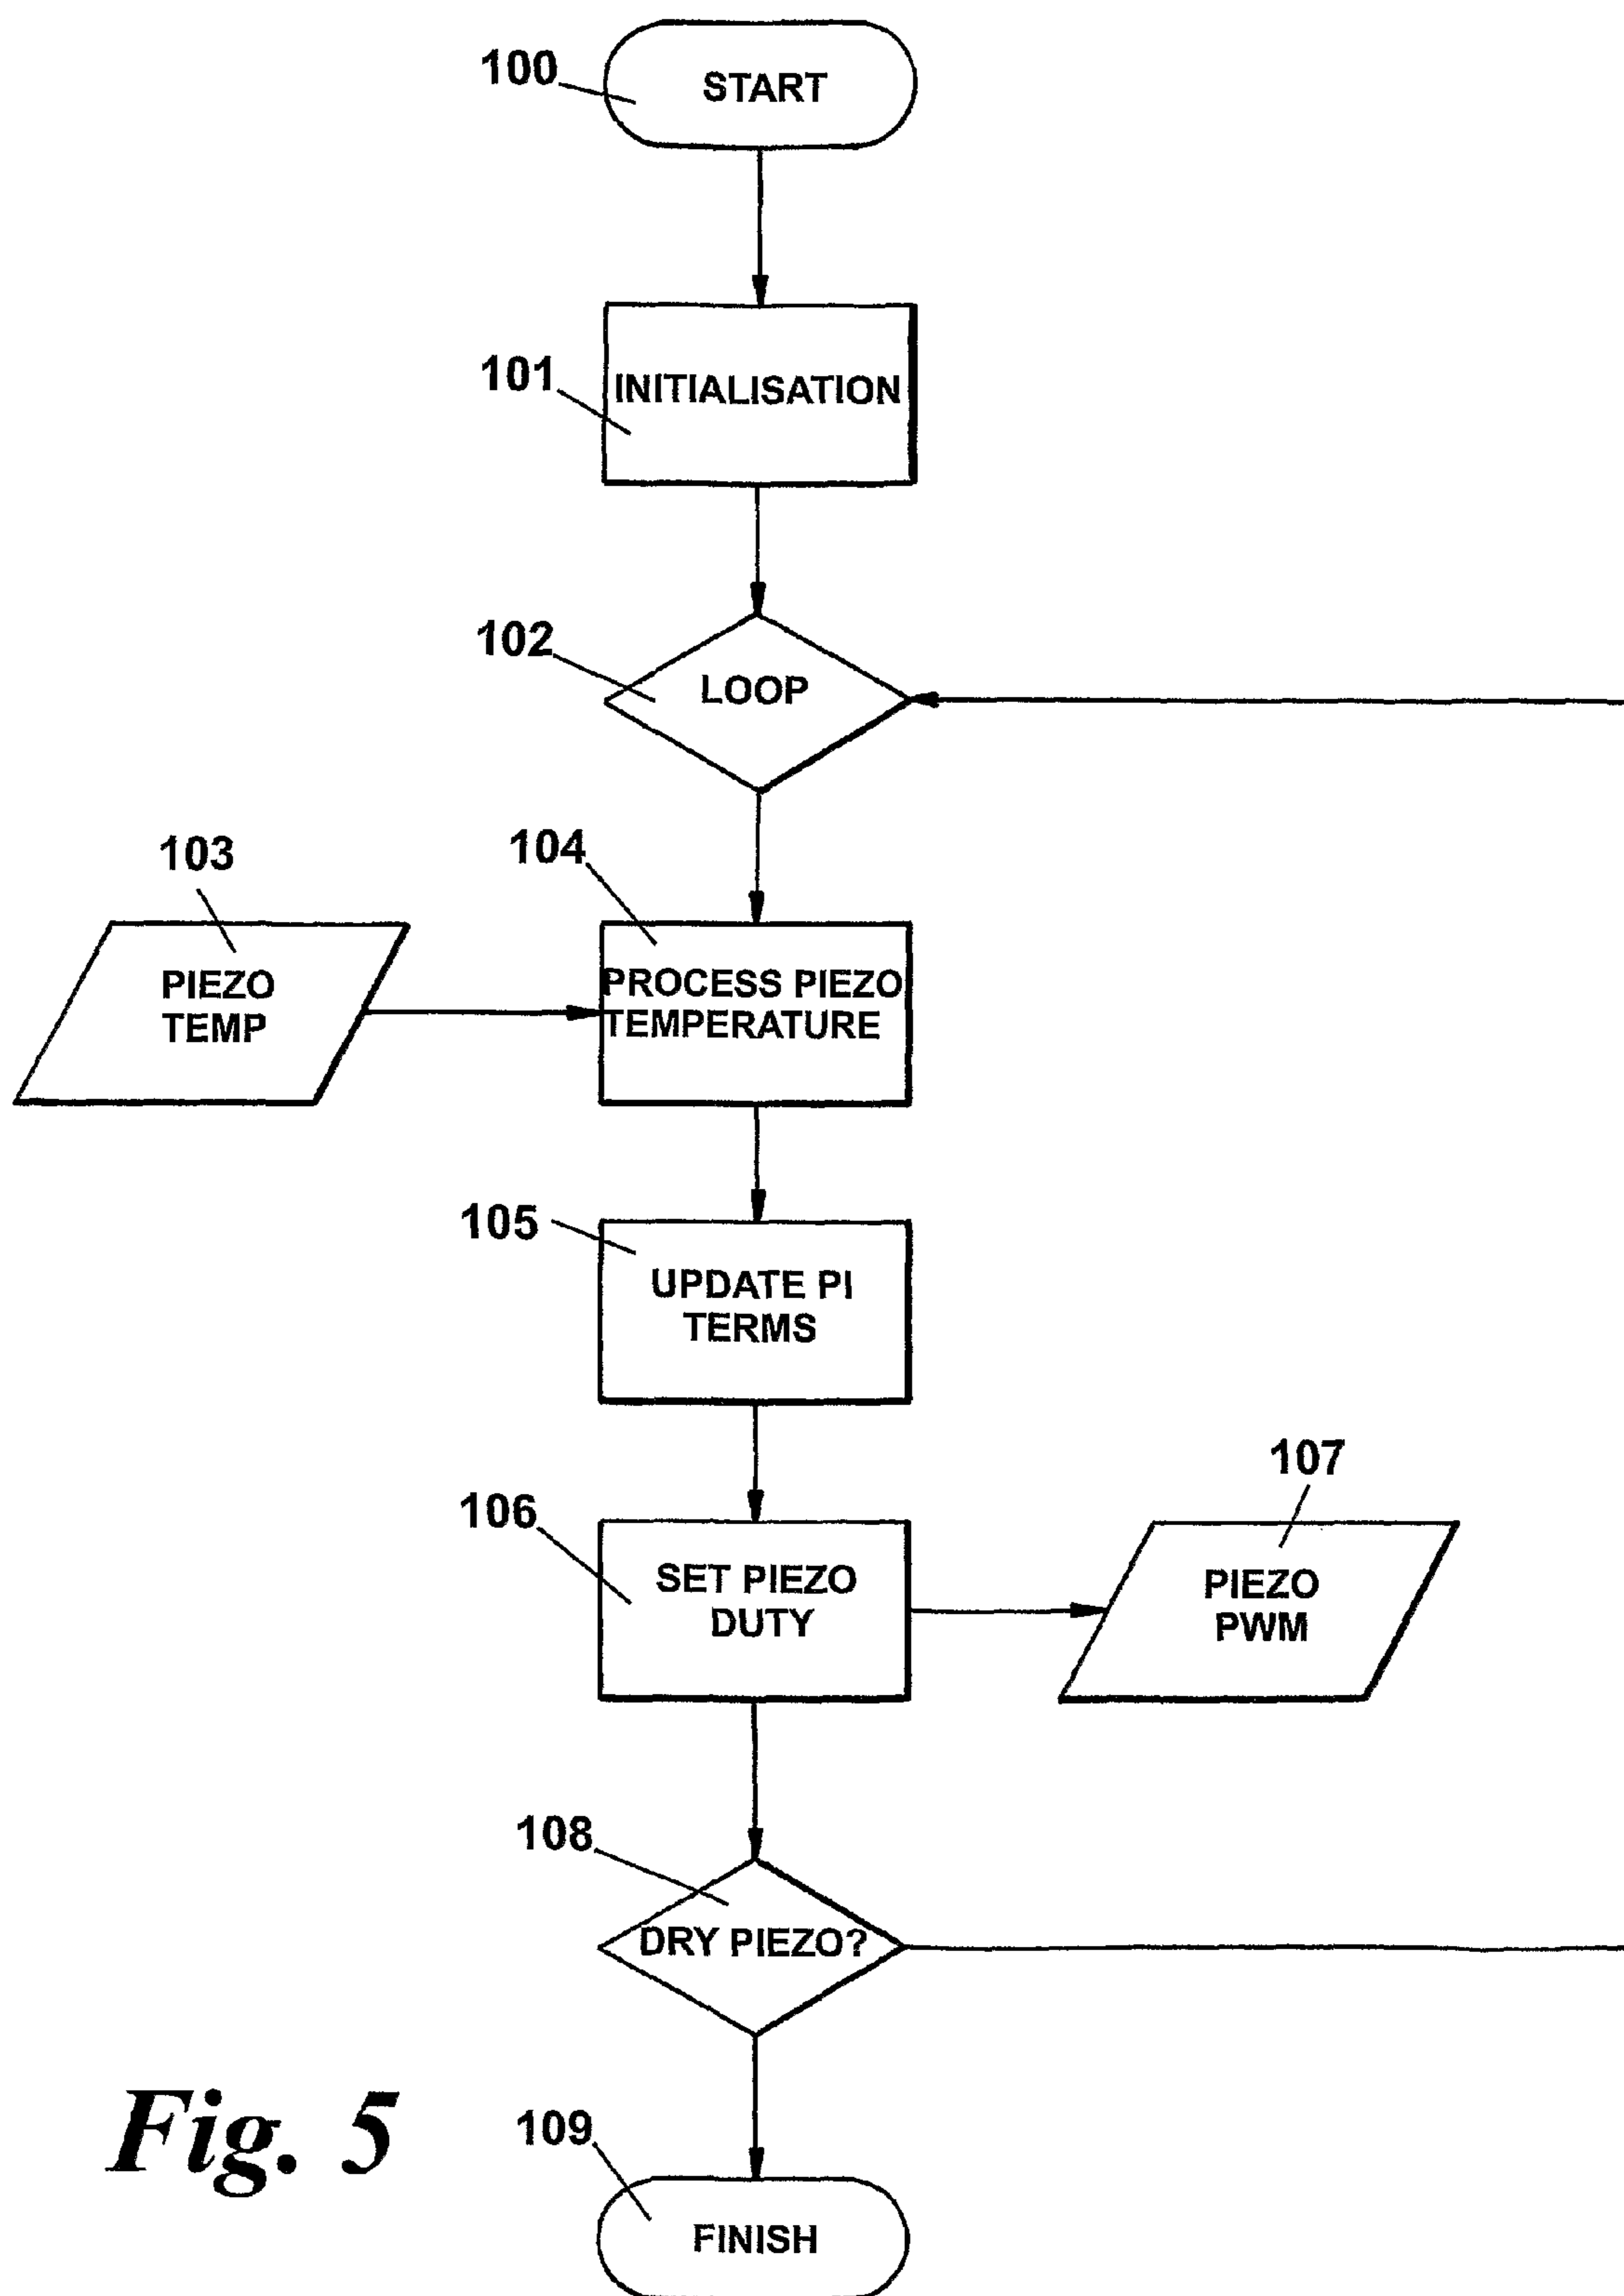 100
START
101
INITIALISATION
102
LOOP
103
104
PIEZO
TEMP
PROCESS PIEZO
TEMPERATURE
105
UPDATE PI
TERMS
107
106
SET PIEZO
DUTY
PIEZO
PWM
108
DRY PIEZO?
Fig. 5
109
FINISH